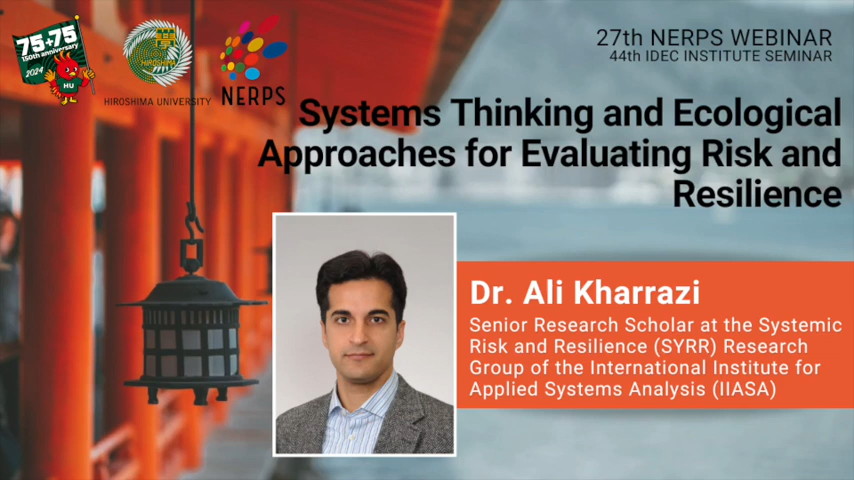 75+75
150th anniversary
2024
HU
HIROSHIMA
HIROSHIMA UNIVERSITY
NERPS
27th NERPS WEBINAR
44th IDEC INSTITUTE SEMINAR
Systems Thinking and Ecological
Approaches for Evaluating Risk and
Resilience
Dr. Ali Kharrazi
Senior Research Scholar at the Systemic
Risk and Resilience (SYRR) Research
Group of the International Institute for
Applied Systems Analysis (IIASA)